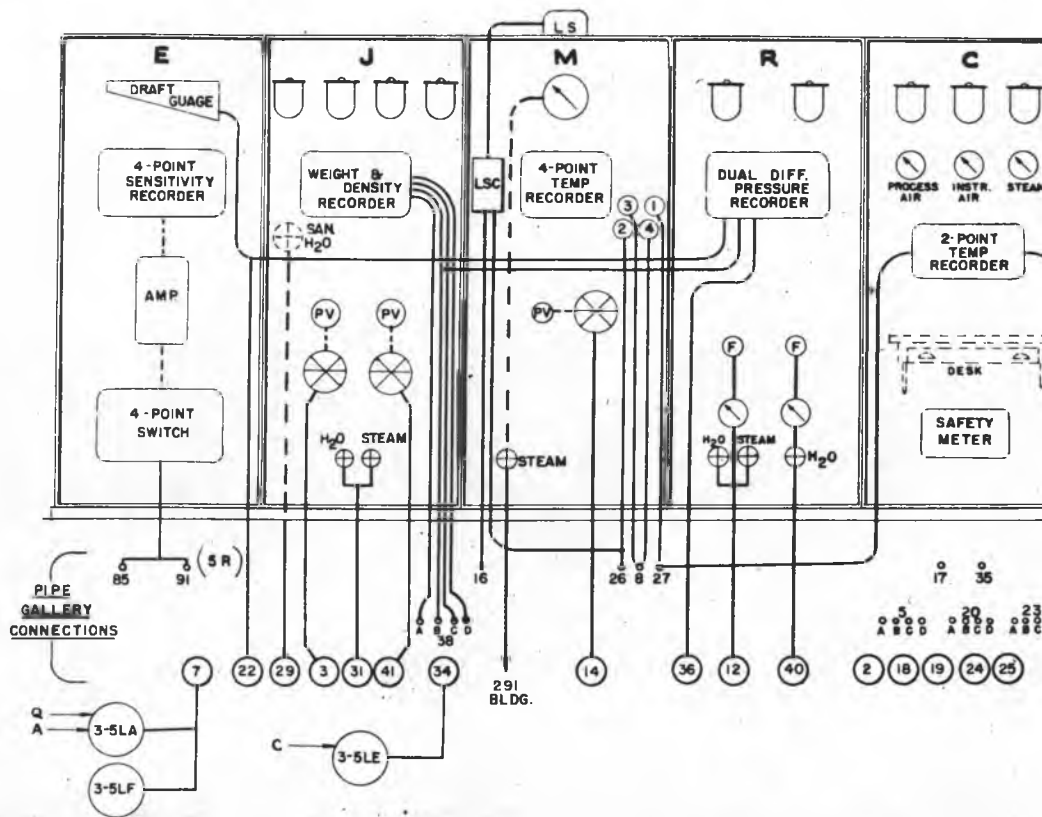 LS
E
J
M
R
C
DRAFT
GUAGE
4-POINT
SENSITIVITY
RECORDER
WEIGHT &
DENSITY
RECORDER
LSC
4-POINT
TEMP
RECORDER
3
1
2
4
DUAL DIFF.
PRESSURE
RECORDER
PROCESS
AIR
INSTR.
AIR
STEAM
2-POINT
TEMP
RECORDER
SAN.
H2O
AMP.
PV
PV
PV
F
F
DESK
4-POINT
SWITCH
H2O
STEAM
STEAM
H2O
STEAM
H2O
SAFETY
METER
85
91
(5R)
16
26
8
27
17
35
PIPE
GALLERY
CONNECTIONS
A
B
C
D
38
5
A
B
C
D
20
A
B
C
D
23
A
B
C
7
22
29
3
31
41
34
291
BLDG.
14
36
12
40
2
18
19
24
25
Q
A
3-5LA
C
3-5LE
3-5LF